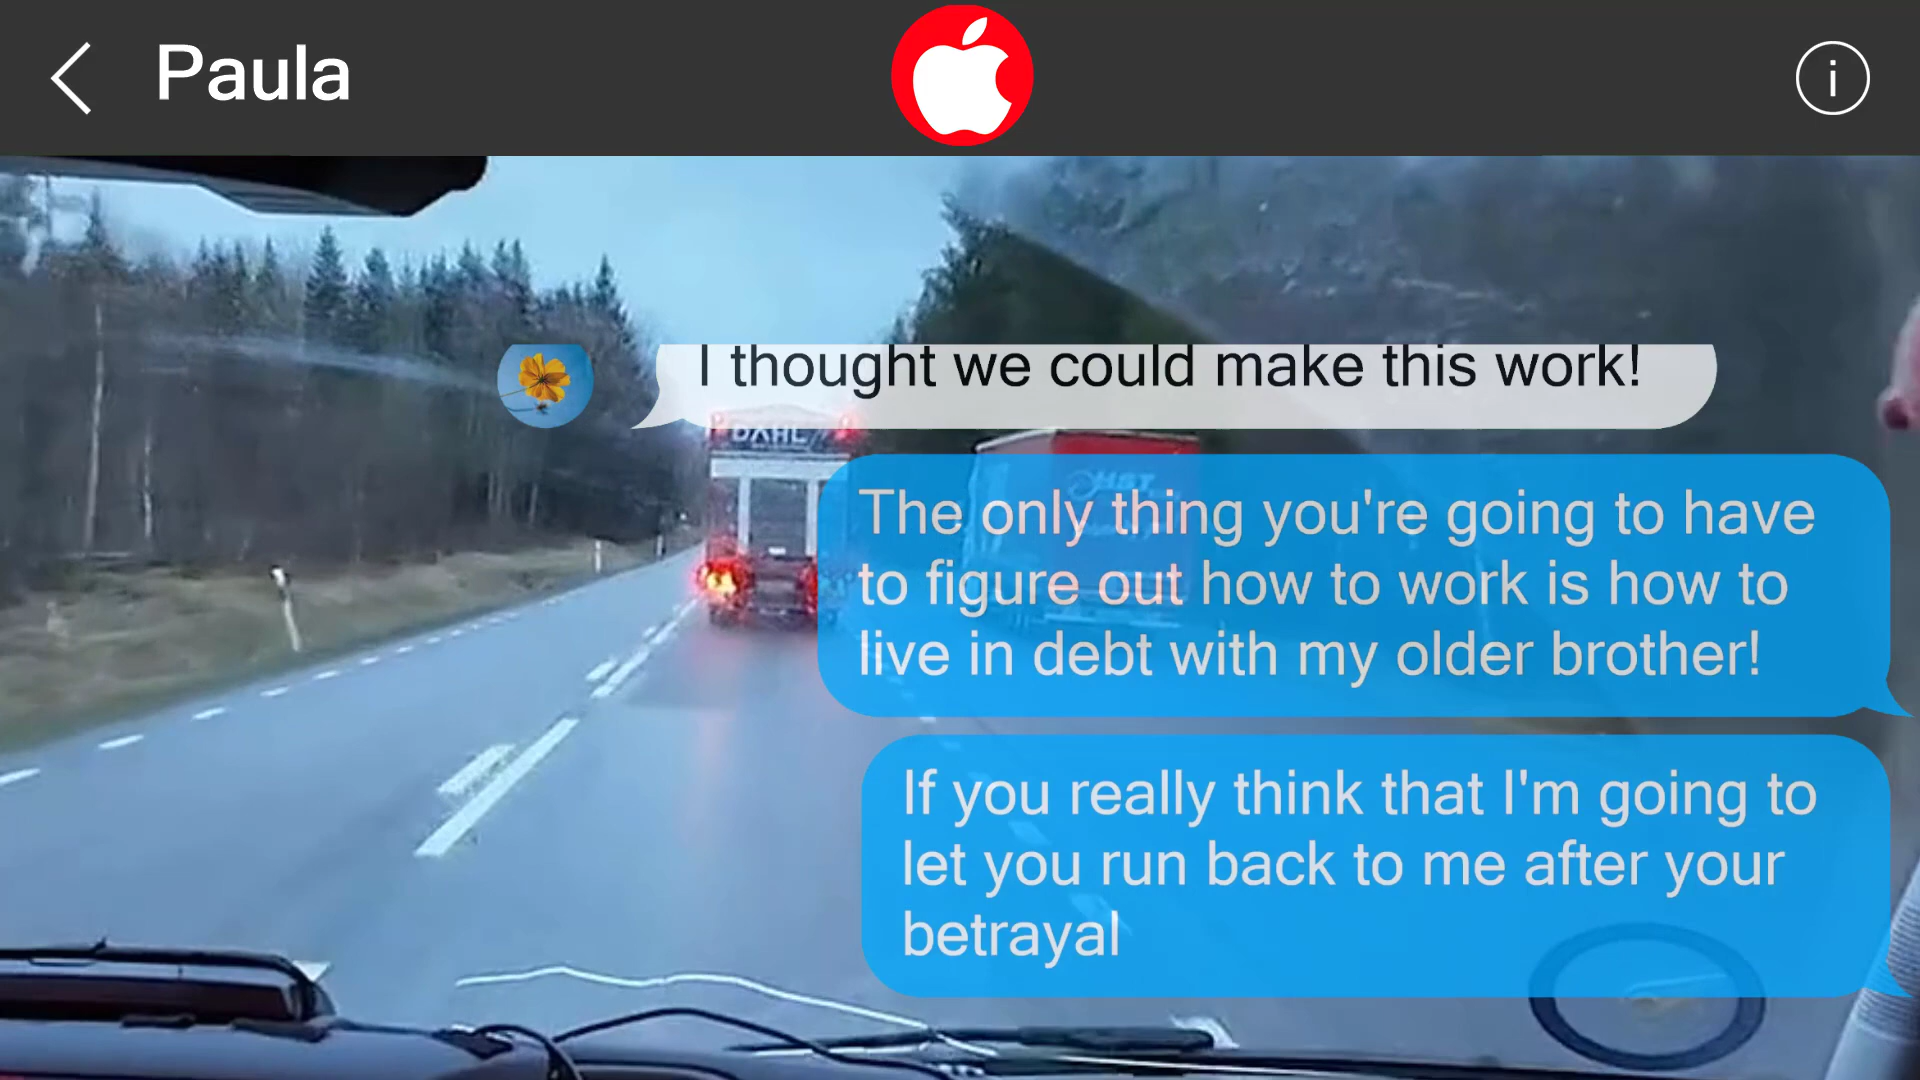 Paula
i
I thought we could make this work!
DAHL
The only thing you're going to have
to figure out how to work is how to
live in debt with my older brother!
If you really think that I'm going to
let you run back to me after your
betrayal